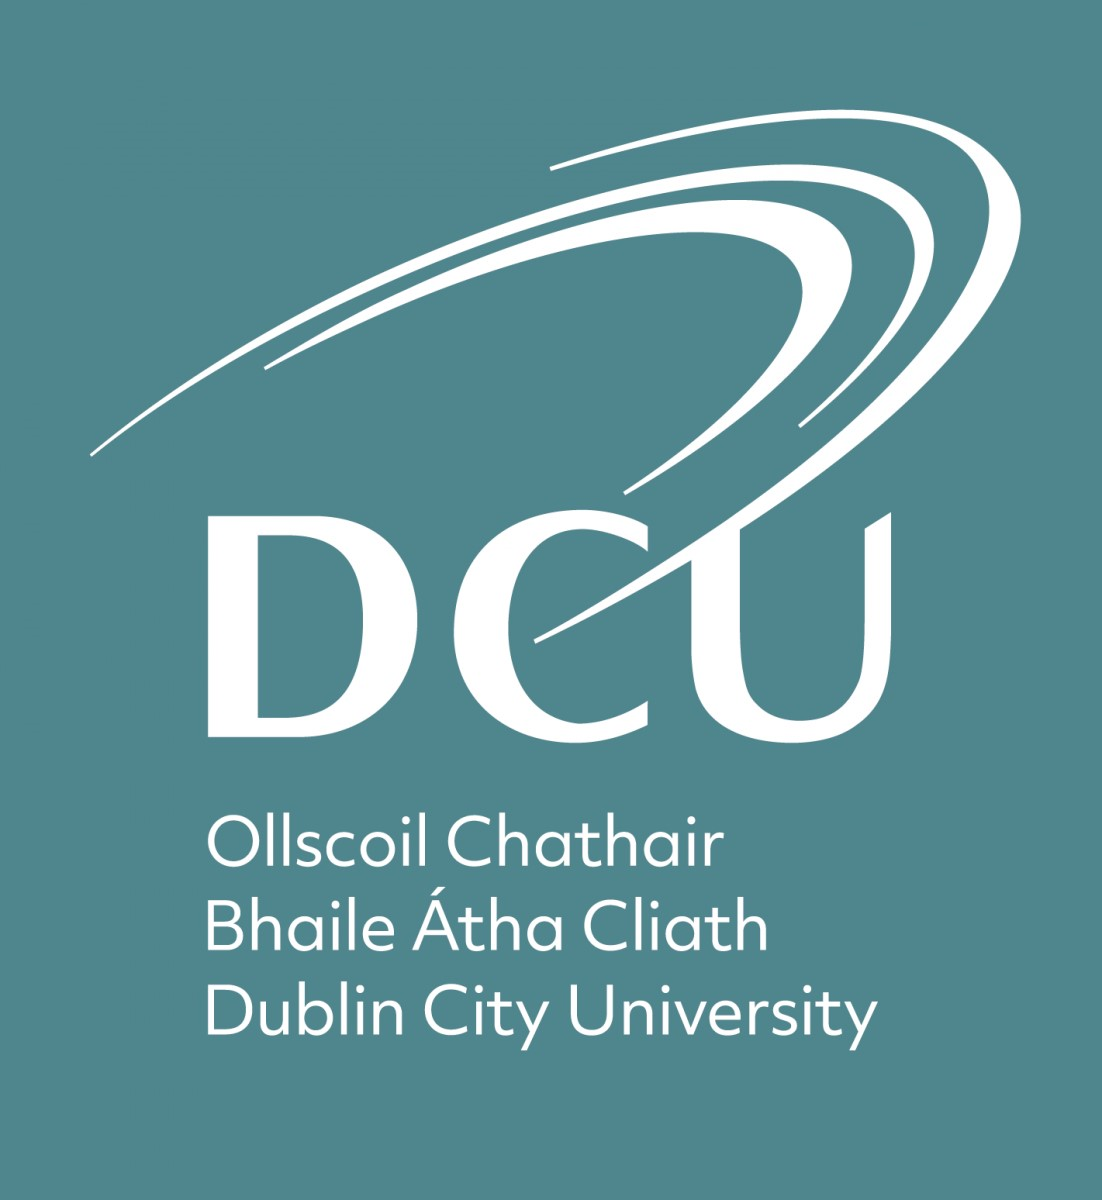 DCU
Ollscoil Chathair
Bhaile Átha Cliath
Dublin City University